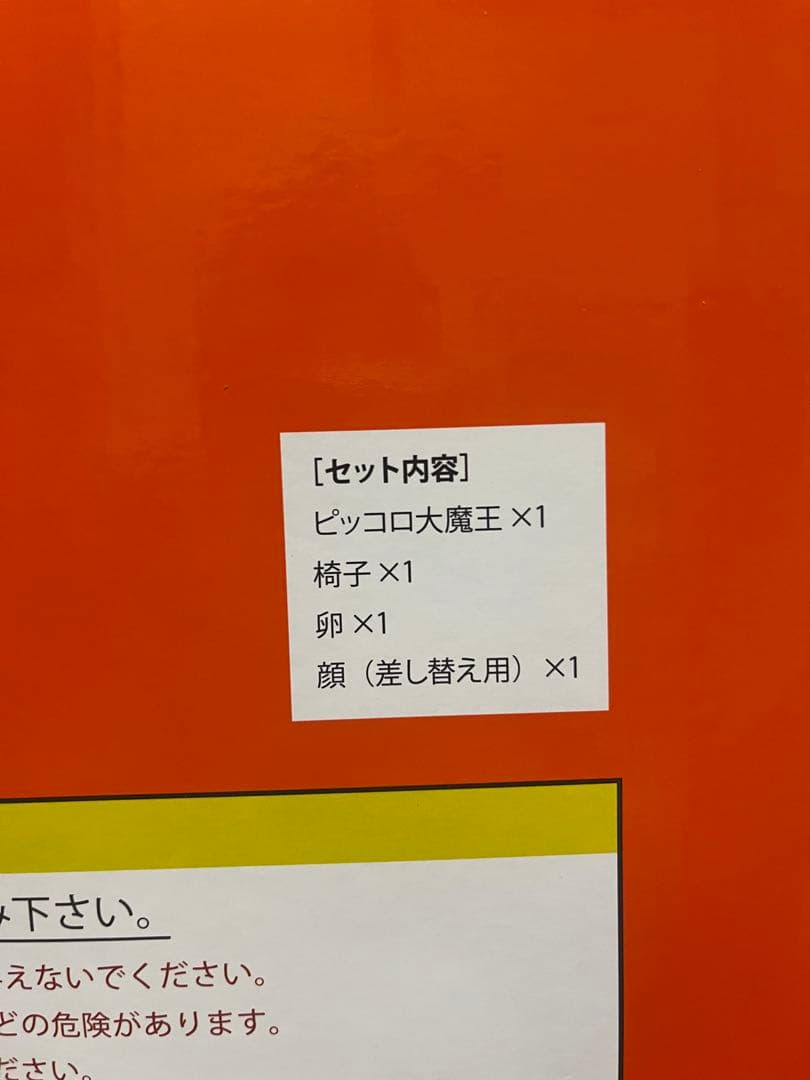 [セット内容]
ピッコロ大魔王 ×1
椅子 ×1
卵 ×1
顔（差し替え用）×1
下さい。
えないでください。
どの危険があります。
ださい。